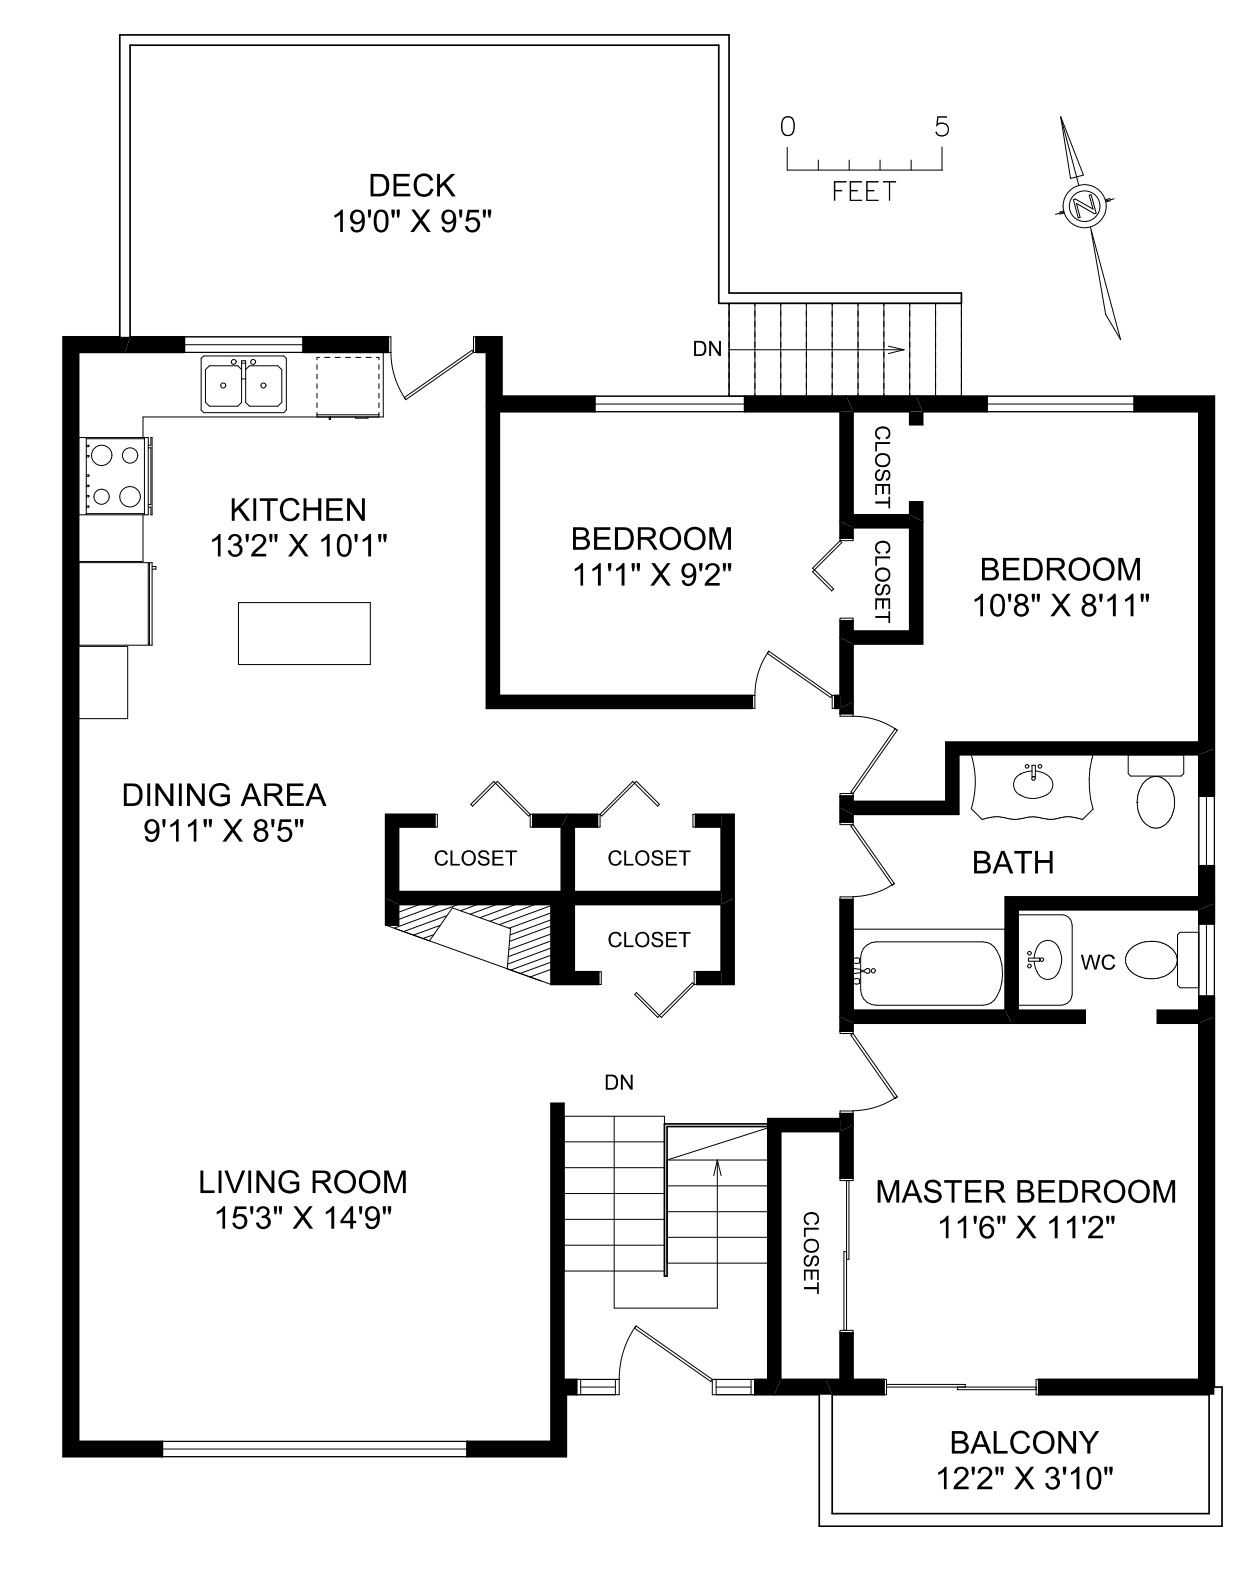 0 5
FEET
N
DECK
19'0" X 9'5"
DN
CLOSET
KITCHEN
13'2" X 10'1"
BEDROOM
11'1" X 9'2"
CLOSET
BEDROOM
10'8" X 8'11"
DINING AREA
9'11" X 8'5"
CLOSET
CLOSET
BATH
CLOSET
WC
DN
LIVING ROOM
15'3" X 14'9"
MASTER BEDROOM
11'6" X 11'2"
CLOSET
BALCONY
12'2" X 3'10"